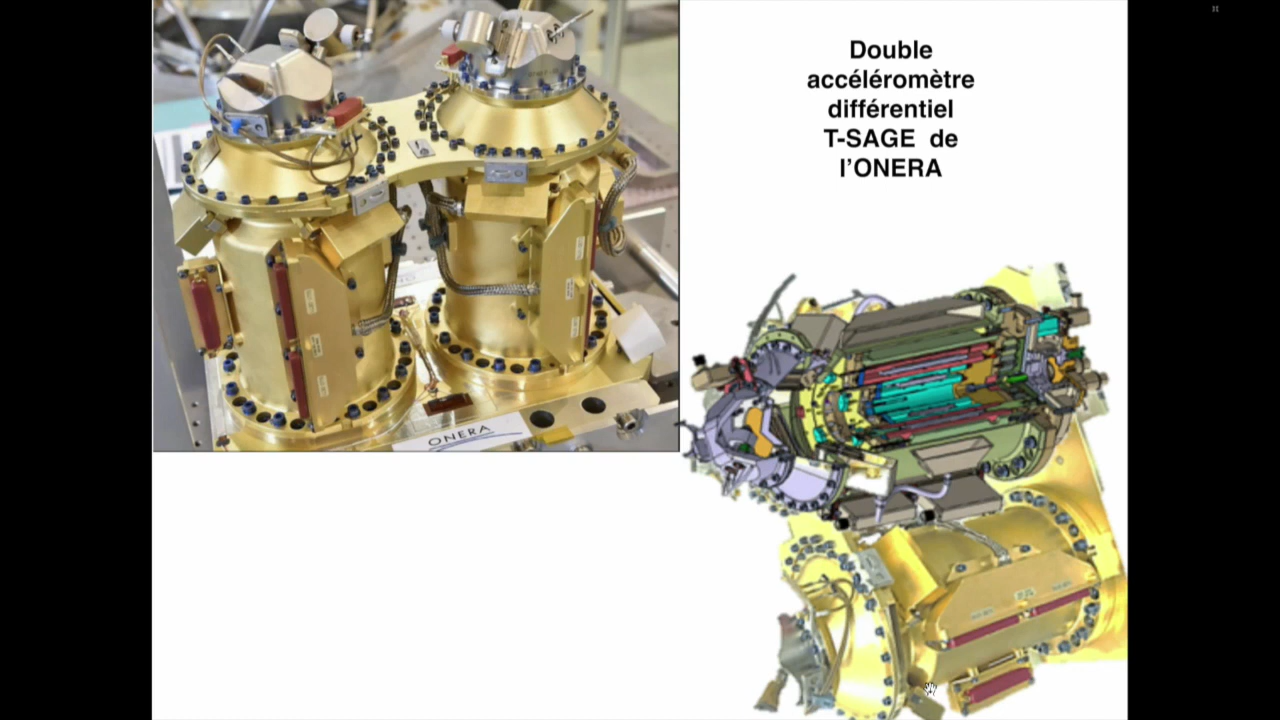 Double
accéléromètre
différentiel
T-SAGE de
l'ONERA
ONERA